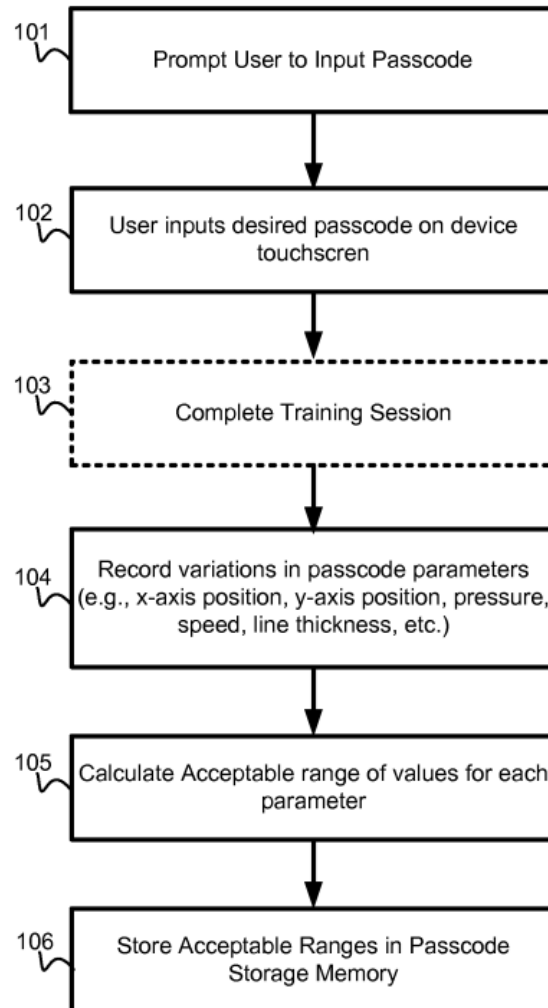 101
Prompt User to Input Passcode
102
User inputs desired passcode on device
touchscren
103
Complete Training Session
104
Record variations in passcode parameters
(e.g., x-axis position, y-axis position, pressure,
speed, line thickness, etc.)
105
Calculate Acceptable range of values for each
parameter
106
Store Acceptable Ranges in Passcode
Storage Memory